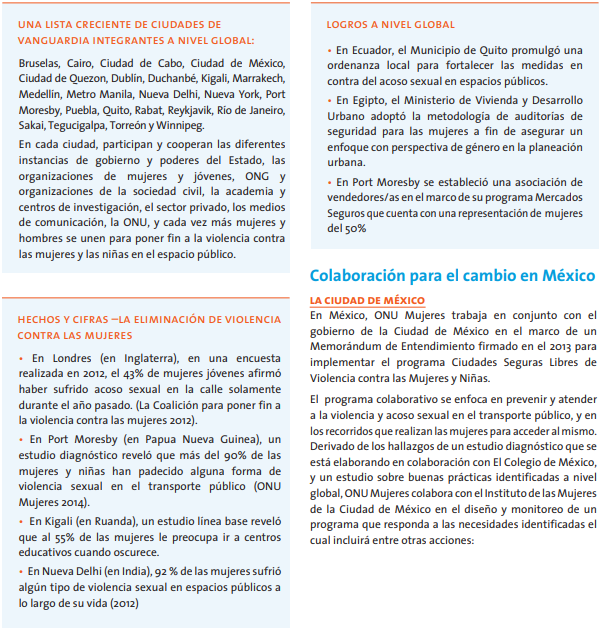 UNA LISTA CRECIENTE DE CIUDADES DE
VANGUARDIA INTEGRANTES A NIVEL GLOBAL:
Bruselas, Cairo, Ciudad de Cabo, Ciudad de México,
Ciudad de Quezon, Dublín, Duchanbé, Kigali, Marrakech,
Medellín, Metro Manila, Nueva Delhi, Nueva York, Port
Moresby, Puebla, Quito, Rabat, Reykjavik, Río de Janeiro,
Sakai, Tegucigalpa, Torreón y Winnipeg.
En cada ciudad, participan y cooperan las diferentes
instancias de gobierno y poderes del Estado, las
organizaciones de mujeres y jóvenes, ONG y
organizaciones de la sociedad civil, la academia y
centros de investigación, el sector privado, los medios
de comunicación, la ONU, y cada vez más mujeres y
hombres se unen para poner fin a la violencia contra
las mujeres y las niñas en el espacio público.
HECHOS Y CIFRAS –LA ELIMINACIÓN DE VIOLENCIA
CONTRA LAS MUJERES
• En Londres (en Inglaterra), en una encuesta
realizada en 2012, el 43% de mujeres jóvenes afirmó
haber sufrido acoso sexual en la calle solamente
durante el año pasado. (La Coalición para poner fin a
la violencia contra las mujeres 2012).
• En Port Moresby (en Papua Nueva Guinea), un
estudio diagnóstico reveló que más del 90% de las
mujeres y niñas han padecido alguna forma de
violencia sexual en el transporte público (ONU
Mujeres 2014).
• En Kigali (en Ruanda), un estudio línea base reveló
que al 55% de las mujeres le preocupa ir a centros
educativos cuando oscurece.
• En Nueva Delhi (en India), 92 % de las mujeres sufrió
algún tipo de violencia sexual en espacios públicos a
lo largo de su vida (2012)
LOGROS A NIVEL GLOBAL
• En Ecuador, el Municipio de Quito promulgó una
ordenanza local para fortalecer las medidas en
contra del acoso sexual en espacios públicos.
• En Egipto, el Ministerio de Vivienda y Desarrollo
Urbano adoptó la metodología de auditorías de
seguridad para las mujeres a fin de asegurar un
enfoque con perspectiva de género en la planeación
urbana.
• En Port Moresby se estableció una asociación de
vendedores/as en el marco de su programa Mercados
Seguros que cuenta con una representación de mujeres
del 50%
Colaboración para el cambio en México
LA CIUDAD DE MÉXICO
En México, ONU Mujeres trabaja en conjunto con el
gobierno de la Ciudad de México en el marco de un
Memorándum de Entendimiento firmado en el 2013 para
implementar el programa Ciudades Seguras Libres de
Violencia contra las Mujeres y Niñas.
El programa colaborativo se enfoca en prevenir y atender
a la violencia y acoso sexual en el transporte público, y en
los recorridos que realizan las mujeres para acceder al mismo.
Derivado de los hallazgos de un estudio diagnóstico que se
está elaborando en colaboración con El Colegio de México,
y un estudio sobre buenas prácticas identificadas a nivel
global, ONU Mujeres colabora con el Instituto de las Mujeres
de la Ciudad de México en el diseño y monitoreo de un
programa que responda a las necesidades identificadas el
cual incluirá entre otras acciones: